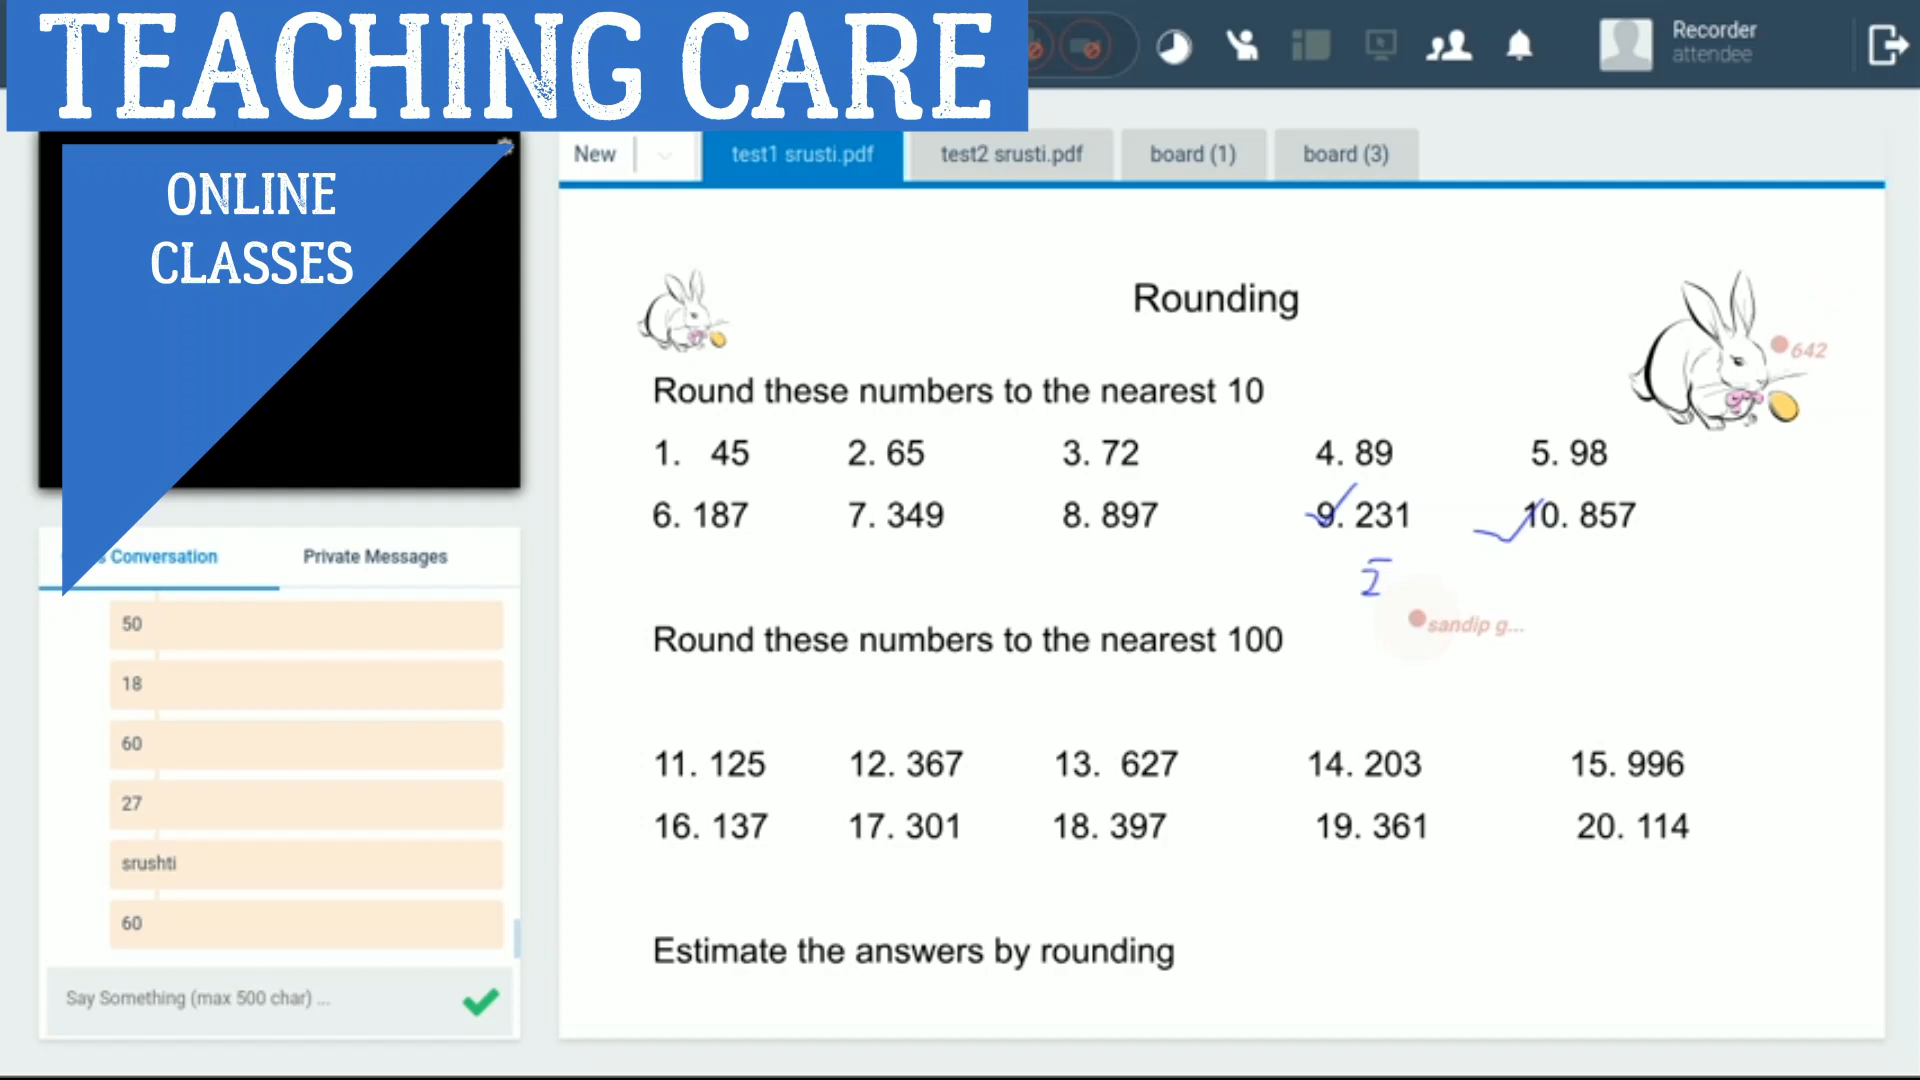 TEACHING CARE
ONLINE
CLASSES
Recorder
attendee
New
test1 srusti.pdf
test2 srusti.pdf
board (1)
board (3)
Conversation
Private Messages
50
18
60
27
srushti
60
Say Something (max 500 char) ...
Rounding
642
Round these numbers to the nearest 10
1. 45 2. 65 3. 72 4. 89 5. 98
6. 187 7. 349 8. 897 9. 231 10. 857
sandip g...
Round these numbers to the nearest 100
11. 125 12. 367 13. 627 14. 203 15. 996
16. 137 17. 301 18. 397 19. 361 20. 114
Estimate the answers by rounding